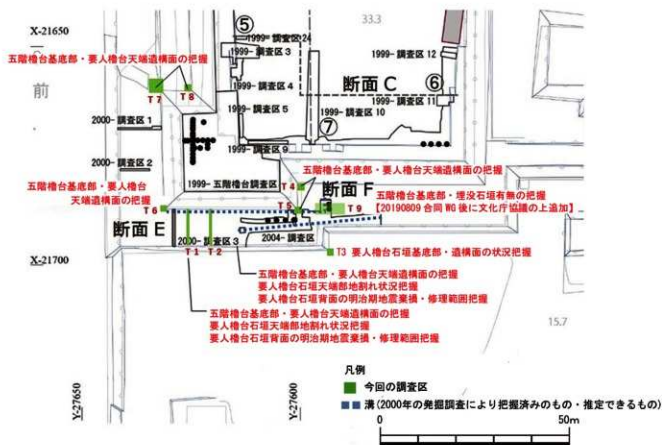 X-21650
⑤
33.3
1999-調査区 24
1999-調査区 3
1999-調査区 12
五階櫓台基底部・要人櫓台天端遺構面の把握
前
T7
T8
1999-調査区 4
断面 C
⑥
1999-調査区 5
1999-調査区 11
1999-調査区 10
⑦
2000-調査区 1
1999-調査区 9
2000-調査区 2
五階櫓台基底部・要人櫓台天端遺構面の把握
1999-五階櫓台調査区
T4
断面 F
五階櫓台基底部・要人櫓台
天端遺構面の把握
T6
T5
T9
五階櫓台基底部・埋没石垣有無の把握
【20190809 合同 WG 後に文化庁協議の上追加】
断面 E
2000-調査区 3
2004-調査区
T1
T2
T3 要人櫓台石垣基底部・遺構面の状況把握
X-21700
五階櫓台基底部・要人櫓台天端遺構面の把握
要人櫓台石垣天端部地割れ状況把握
要人櫓台石垣背面の明治期地震棄損・修理範囲把握
15.7
五階櫓台基底部・要人櫓台天端遺構面の把握
要人櫓台石垣天端部地割れ状況把握
要人櫓台石垣背面の明治期地震棄損・修理範囲把握
Y-27650
Y-27600
凡例
今回の調査区
溝(2000年の発掘調査により把握済みのもの・推定できるもの)
0
50m